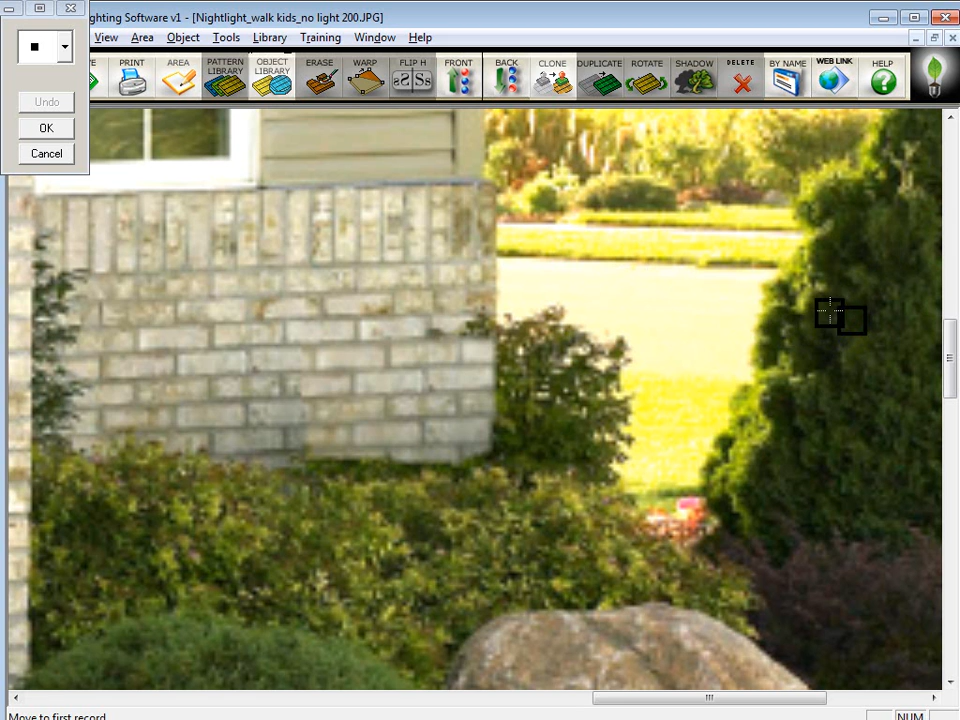 ghting Software v1 - [Nightlight_walk kids_no light 200.JPG]
View Area Object Tools Library Training Window Help
PRINT AREA PATTERN LIBRARY OBJECT LIBRARY ERASE WARP FLIP H FRONT BACK CLONE DUPLICATE ROTATE SHADOW DELETE BY NAME WEB LINK HELP
Undo
OK
Cancel
Move to first record
NUM